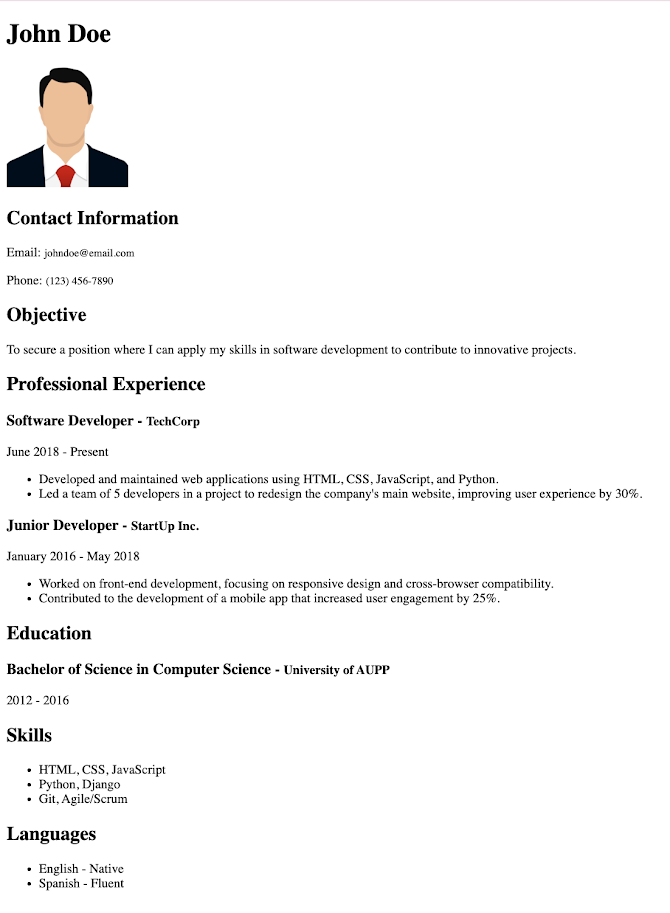 John Doe
Contact Information
Email: johndoe@email.com
Phone: (123) 456-7890
Objective
To secure a position where I can apply my skills in software development to contribute to innovative projects.
Professional Experience
Software Developer - TechCorp
June 2018 - Present
• Developed and maintained web applications using HTML, CSS, JavaScript, and Python.
• Led a team of 5 developers in a project to redesign the company's main website, improving user experience by 30%.
Junior Developer - StartUp Inc.
January 2016 - May 2018
• Worked on front-end development, focusing on responsive design and cross-browser compatibility.
• Contributed to the development of a mobile app that increased user engagement by 25%.
Education
Bachelor of Science in Computer Science - University of AUPP
2012 - 2016
Skills
• HTML, CSS, JavaScript
• Python, Django
• Git, Agile/Scrum
Languages
• English - Native
• Spanish - Fluent